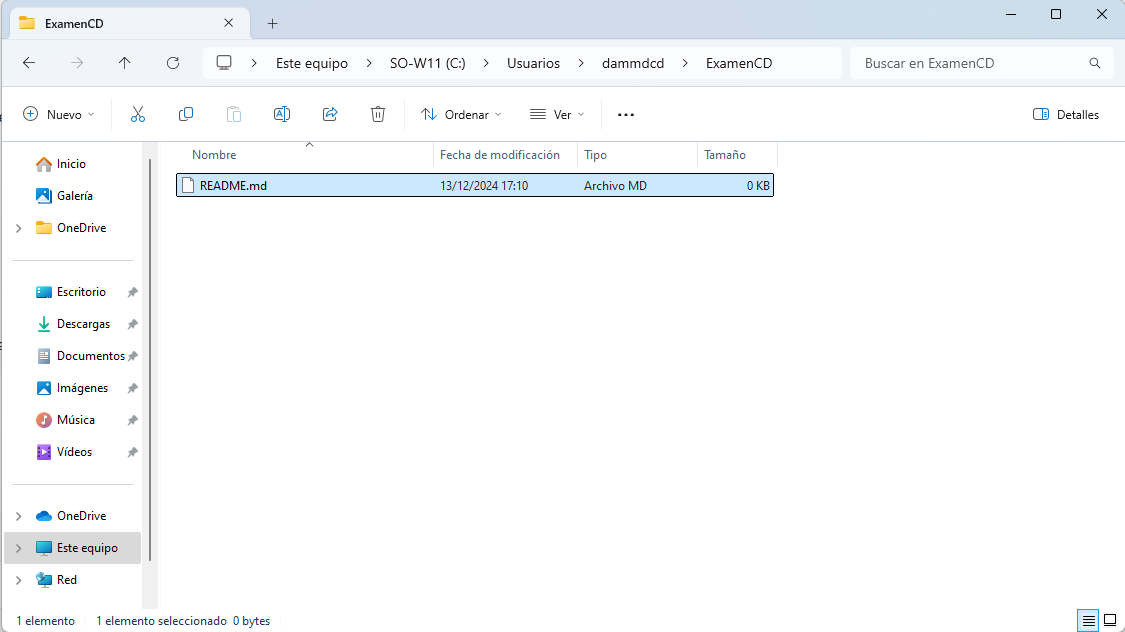 ExamenCD
Este equipo > SO-W11 (C:) > Usuarios > dammdcd > ExamenCD
Buscar en ExamenCD
Nuevo
Ordenar
Ver
Detalles
Nombre Fecha de modificación Tipo Tamaño
README.md 13/12/2024 17:10 Archivo MD 0 KB
Inicio
Galería
OneDrive
Escritorio
Descargas
Documentos
Imágenes
Música
Vídeos
OneDrive
Este equipo
Red
1 elemento 1 elemento seleccionado 0 bytes